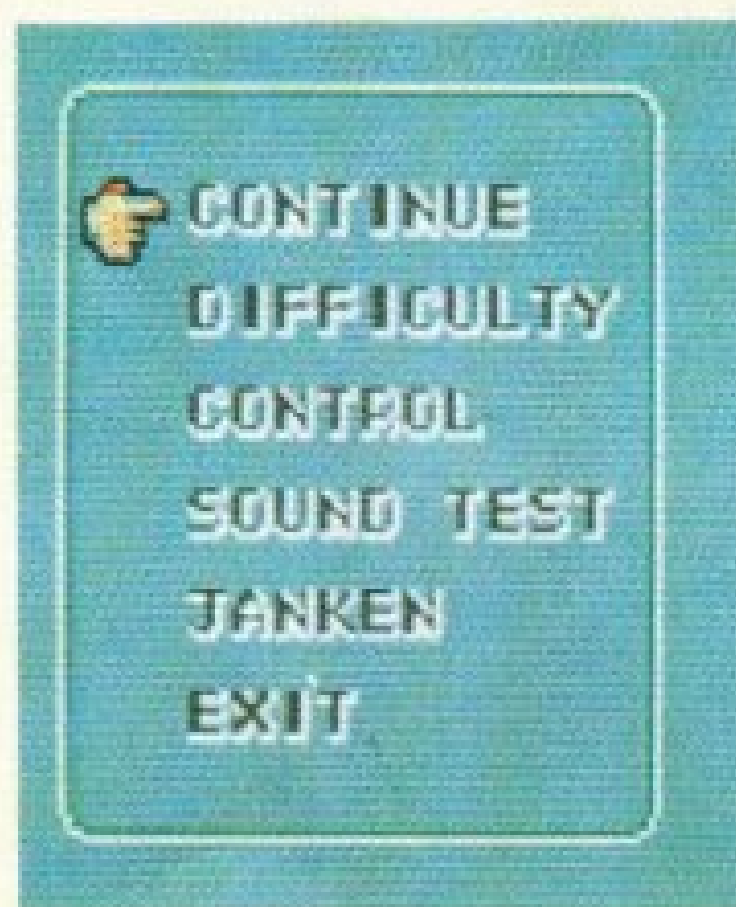 CONTINUE
DIFFICULTY
CONTROL
SOUND TEST
JANKEN
EXIT